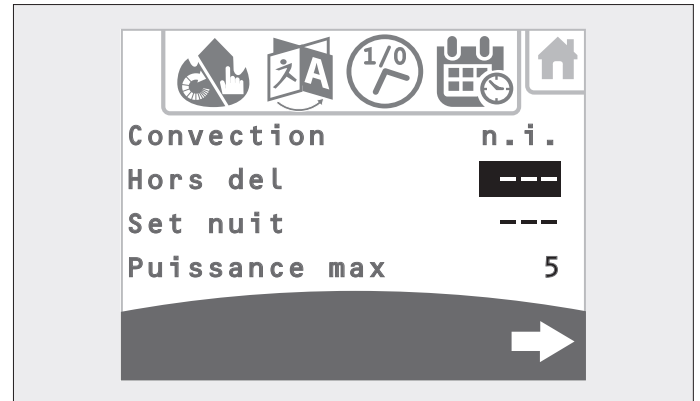 1/0
A
Convection n.i.
Hors del ---
Set nuit ---
Puissance max 5